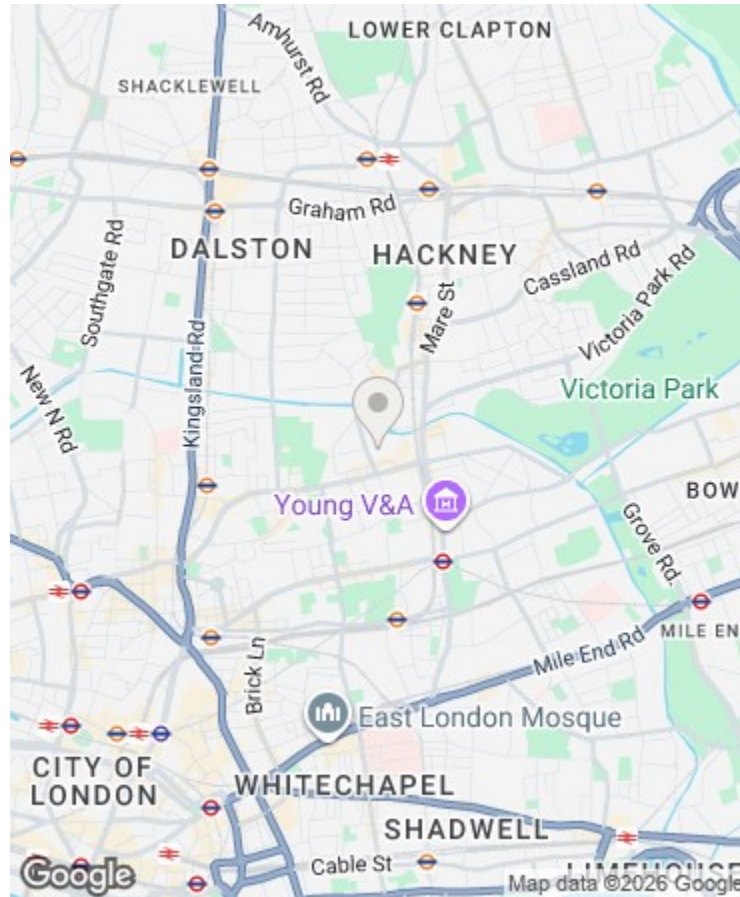 LOWER CLAPTON
Amhurst Rd
SHACKLEWELL
Graham Rd
DALSTON
HACKNEY
Cassland Rd
Southgate Rd
Mare St
Victoria Park Rd
Kingsland Rd
New N Rd
Victoria Park
Young V&A
BOW
Grove Rd
Brick Ln
MILE EN
Mile End Rd
East London Mosque
CITY OF
LONDON
WHITECHAPEL
SHADWELL
Cable St
LIMEHOUSE
Google
Map data ©2026 Google